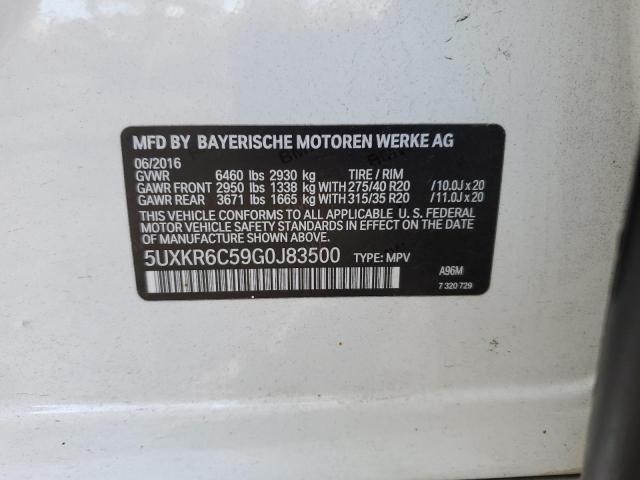 MFD BY BAYERISCHE MOTOREN WERKE AG
06/2016
GVWR 6460 lbs 2930 kg TIRE / RIM
GAWR FRONT 2950 lbs 1338 kg WITH 275/40 R20 / 10.0J x 20
GAWR REAR 3671 lbs 1665 kg WITH 315/35 R20 / 11.0J x 20
THIS VEHICLE CONFORMS TO ALL APPLICABLE U. S. FEDERAL
MOTOR VEHICLE SAFETY STANDARDS IN EFFECT ON THE DATE
OF MANUFACTURE SHOWN ABOVE.
5UXKR6C59G0J83500 TYPE: MPV
A96M
7 320 729